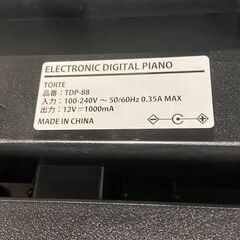 ELECTRONIC DIGITAL PIANO
TORTE
品番：TDP-88
入力：100-240V ～ 50/60Hz 0.35A MAX
出力：12V⎓1000mA
MADE IN CHINA